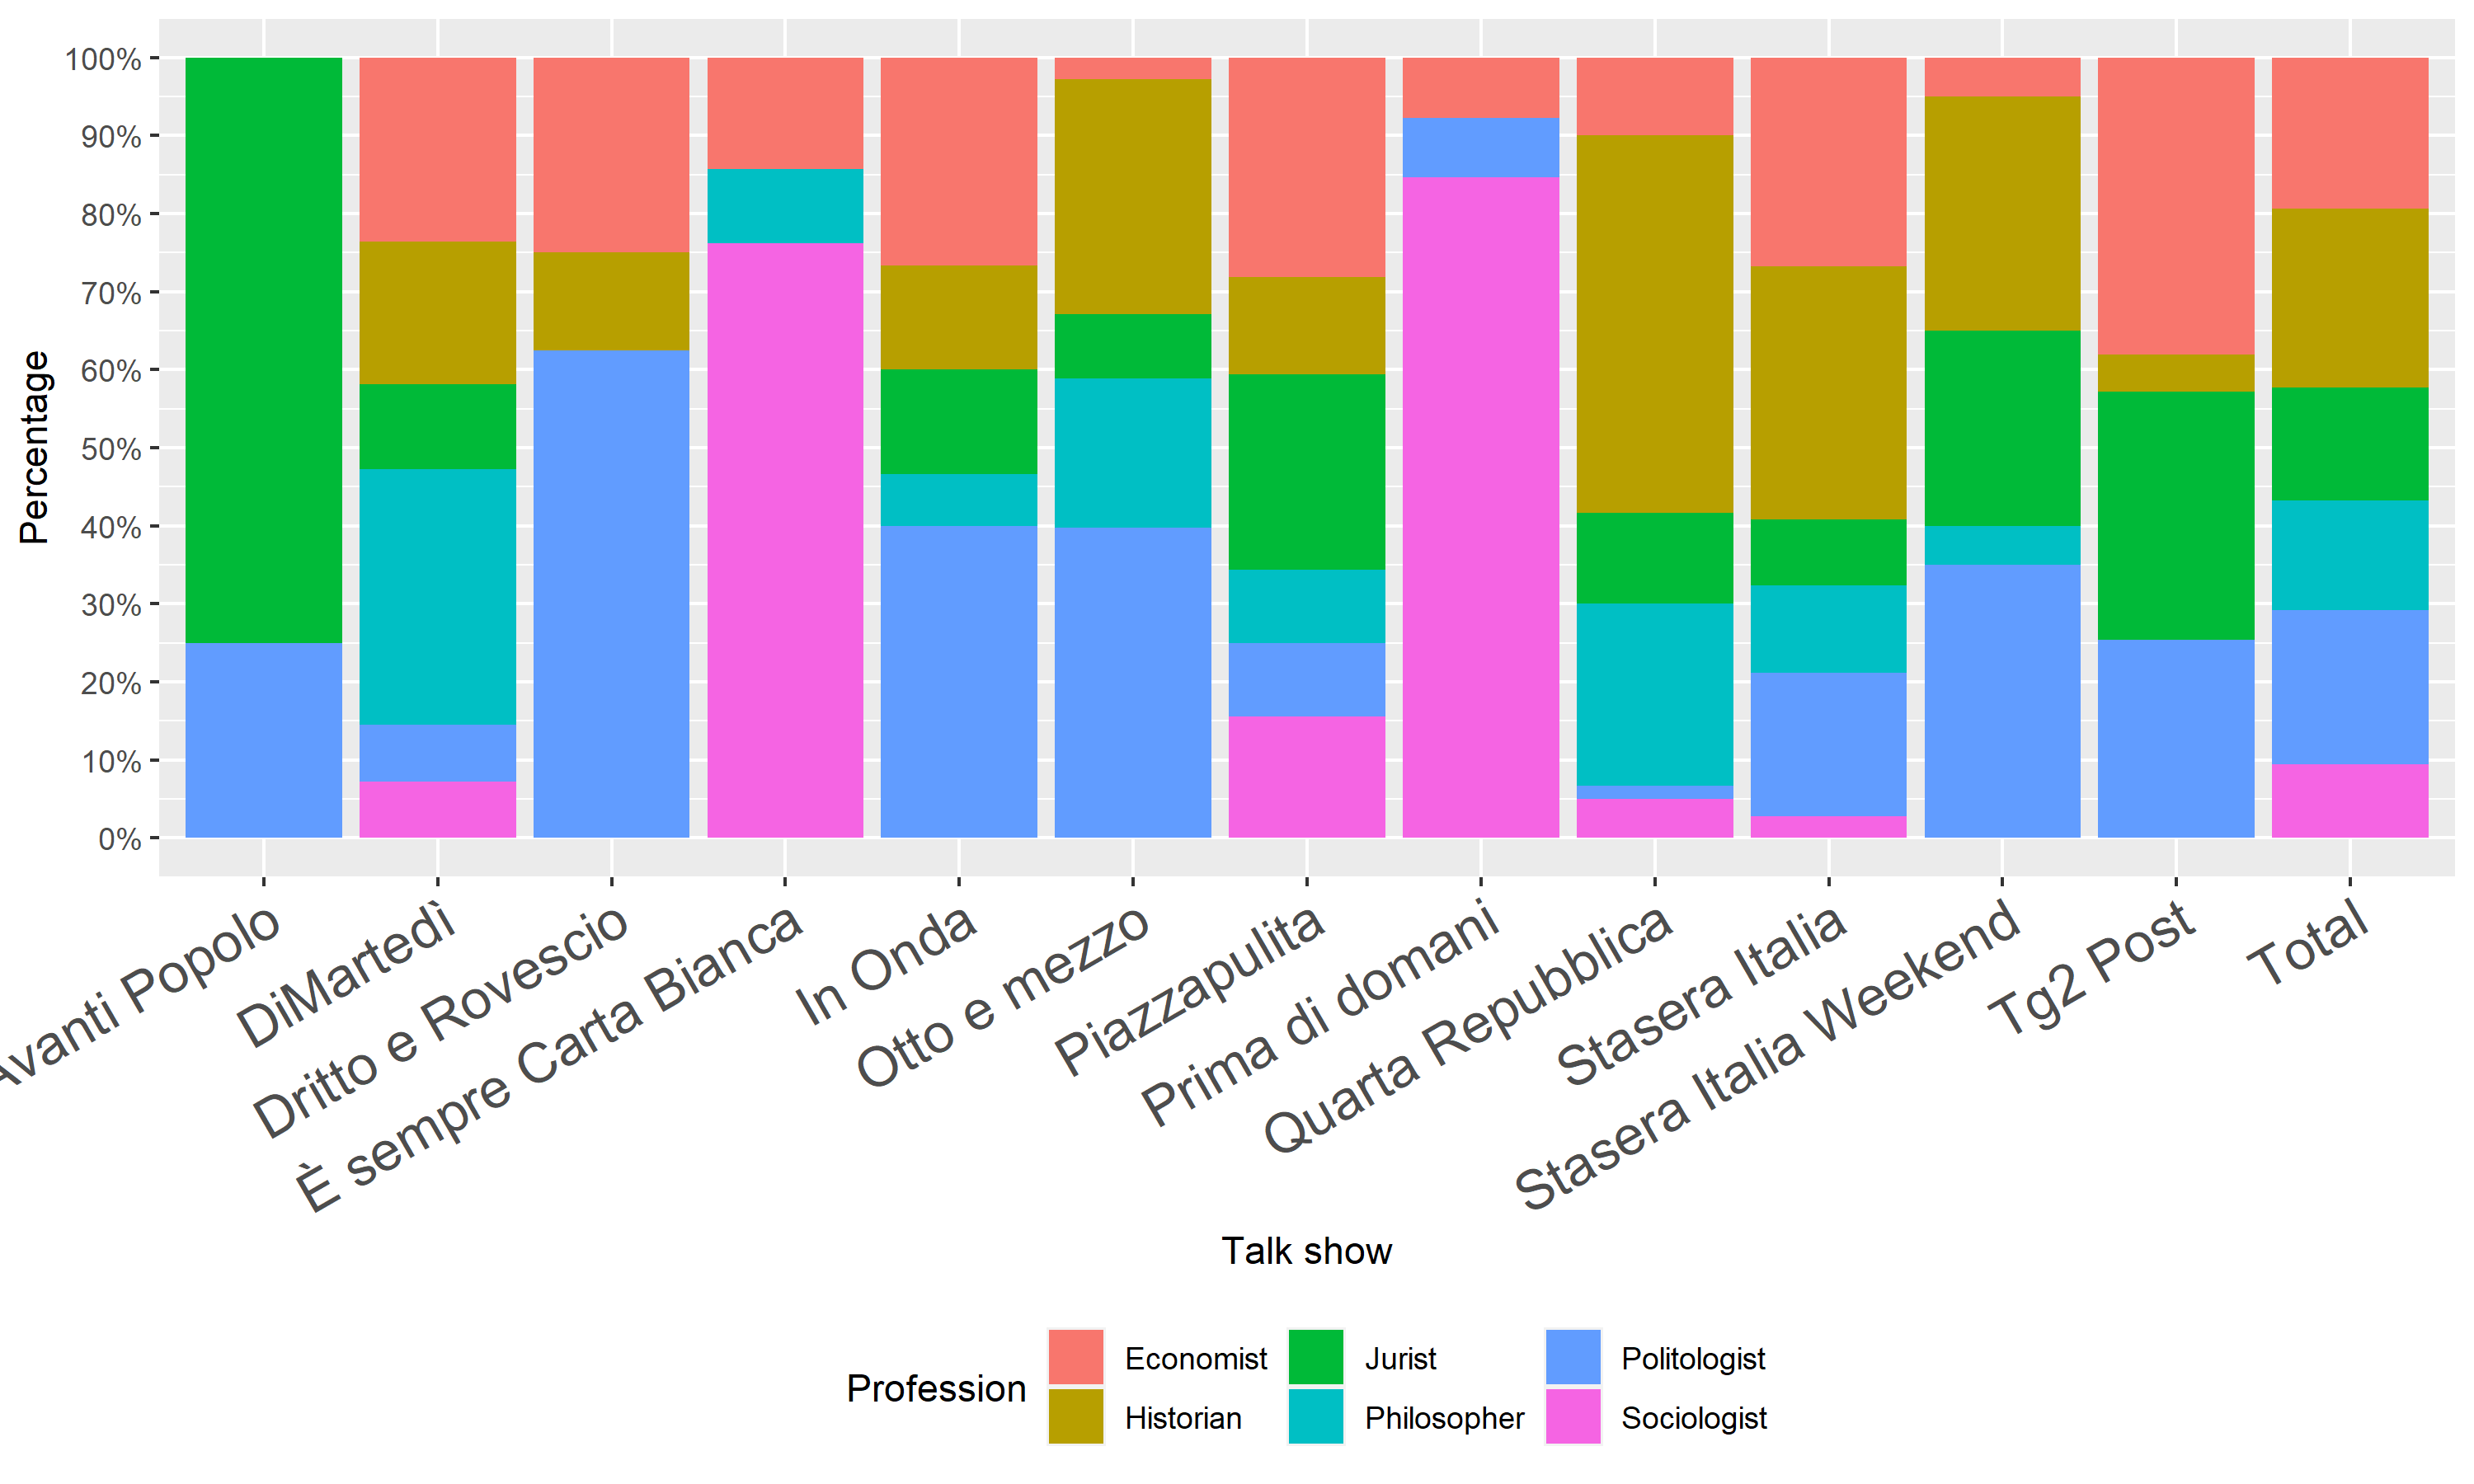 Percentage
100%
90%
80%
70%
60%
50%
40%
30%
20%
10%
0%
Avanti Popolo
DiMartedì
Dritto e Rovescio
È sempre Carta Bianca
In Onda
Otto e mezzo
Piazzapulita
Prima di domani
Quarta Repubblica
Stasera Italia
Stasera Italia Weekend
Tg2 Post
Total
Talk show
Profession
Economist
Jurist
Politologist
Historian
Philosopher
Sociologist